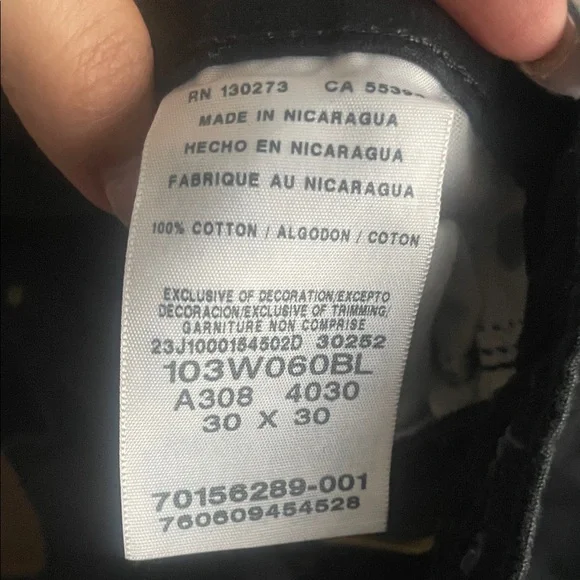 RN 130273 CA
MADE IN NICARAGUA
HECHO EN NICARAGUA
FABRIQUE AU NICARAGUA
100% COTTON / ALGODON / COTON
EXCLUSIVE OF DECORATION/EXCEPTO
DECORACION/EXCLUSIVE OF TRIMMING/
GARNITURE NON COMPRISE
23J1000154502D 30252
103W060BL
A308 4030
30 X 30
70156289-001
760609454528